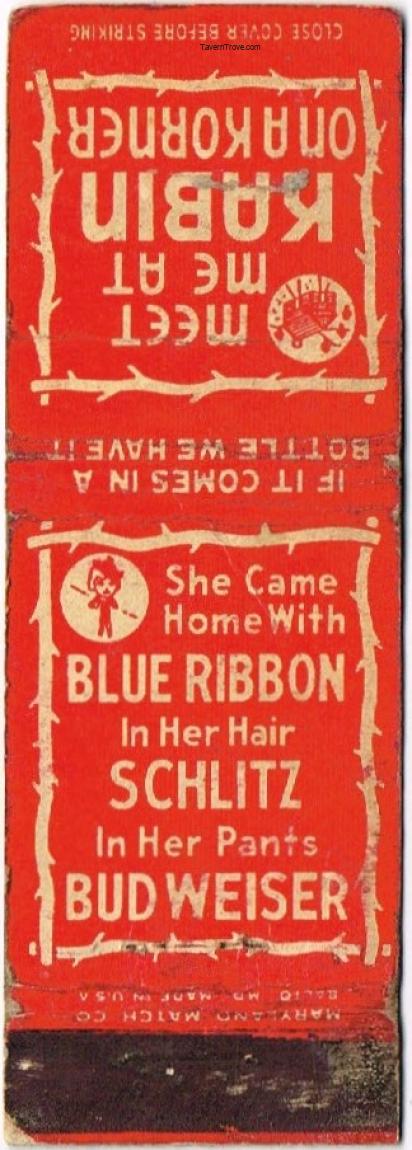 CLOSE COVER BEFORE STRIKING
TavernTrove.com
MEET
ME AT
KABIN
ON A KORNER
IF IT COMES IN A
BOTTLE WE HAVE IT
She Came
Home With
BLUE RIBBON
In Her Hair
SCHLITZ
In Her Pants
BUDWEISER
MARYLAND MATCH CO
BALTO MD. MADE IN U.S.A